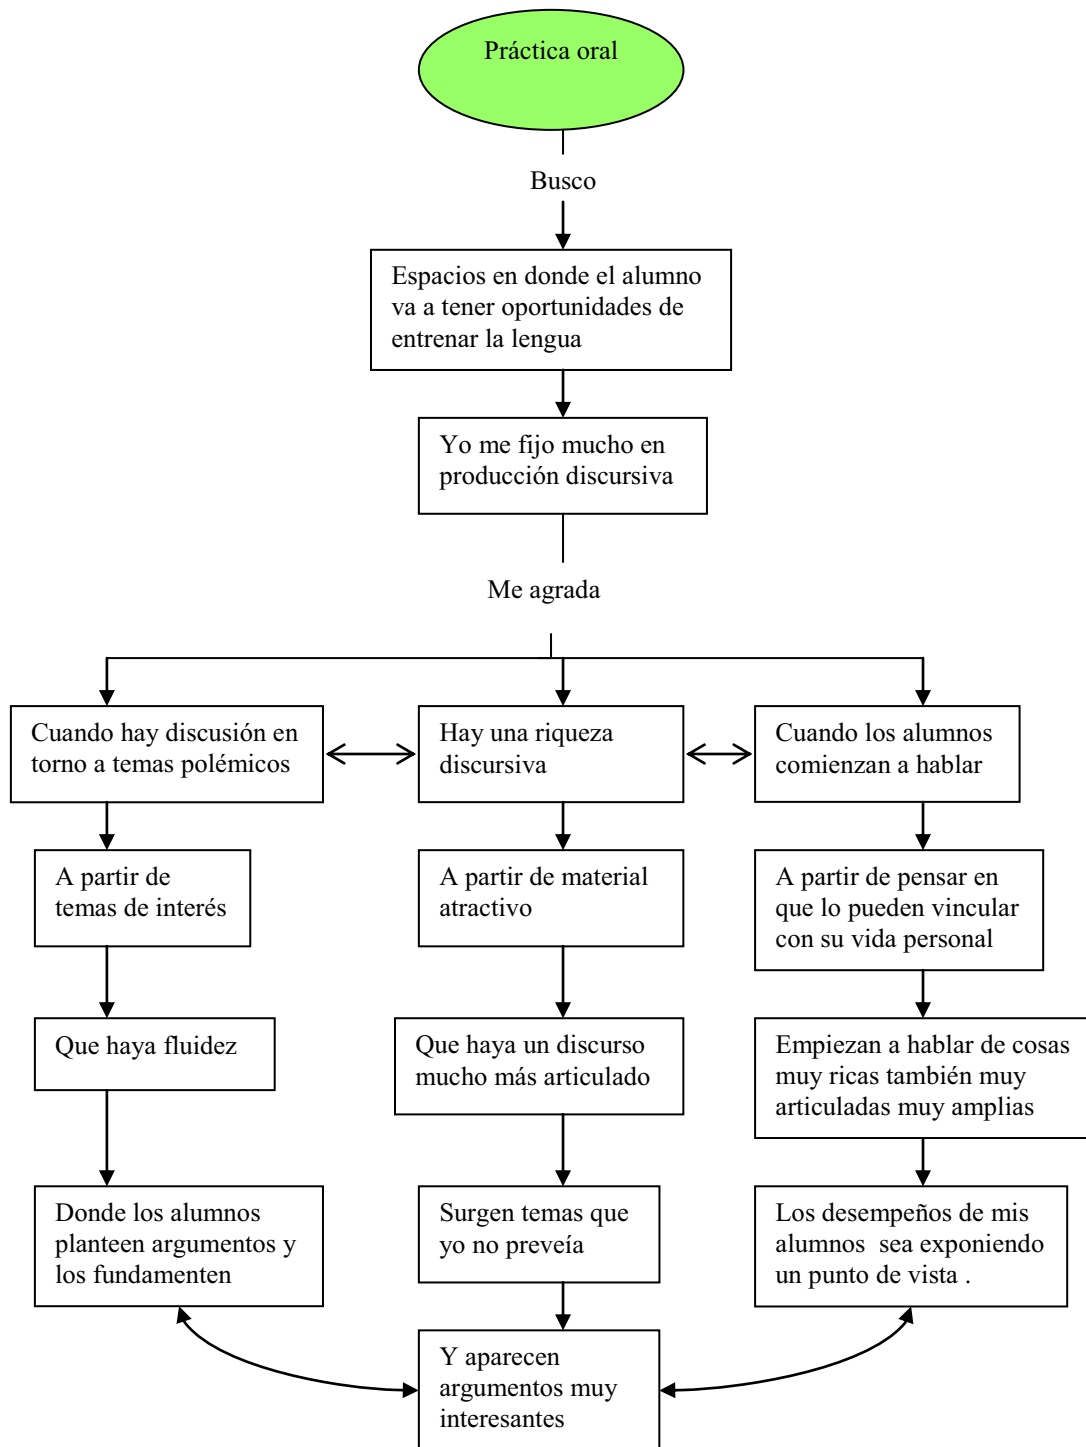 Práctica oral
Busco
Espacios en donde el alumno
va a tener oportunidades de
entrenar la lengua
Yo me fijo mucho en
producción discursiva
Me agrada
Cuando hay discusión en
torno a temas polémicos
Hay una riqueza
discursiva
Cuando los alumnos
comienzan a hablar
A partir de
temas de interés
A partir de material
atractivo
A partir de pensar en
que lo pueden vincular
con su vida personal
Que haya fluidez
Que haya un discurso
mucho más articulado
Empiezan a hablar de cosas
muy ricas también muy
articuladas muy amplias
Donde los alumnos
planteen argumentos y
los fundamenten
Surgen temas que
yo no preveía
Los desempeños de mis
alumnos  sea exponiendo
un punto de vista .
Y aparecen
argumentos muy
interesantes